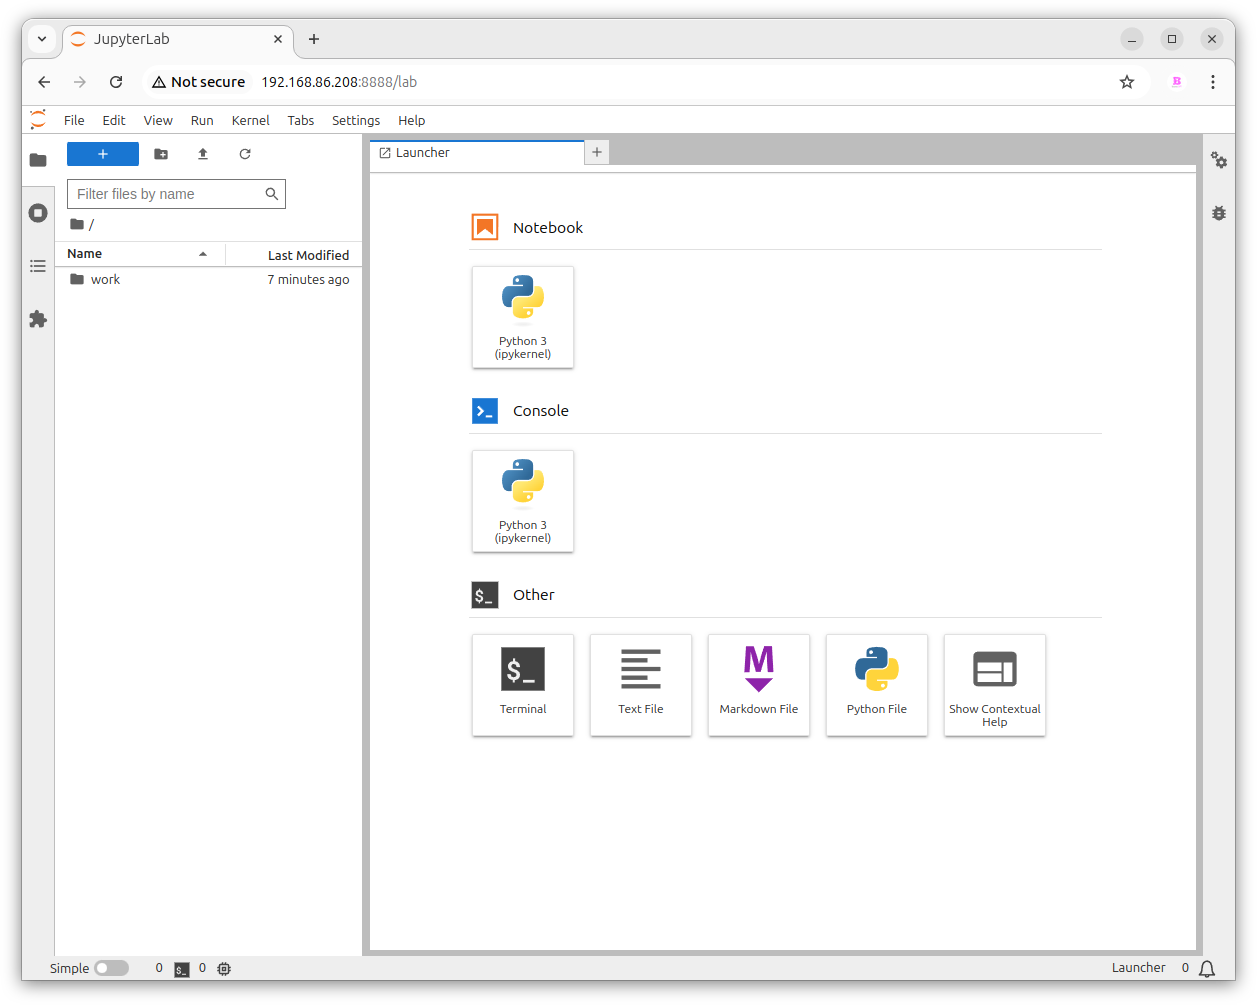 JupyterLab
Not secure 192.168.86.208:8888/lab
File Edit View Run Kernel Tabs Settings Help
Launcher
Filter files by name
/
Name Last Modified
work 7 minutes ago
Notebook
Python 3
(ipykernel)
Console
Python 3
(ipykernel)
$_ Other
$_
Terminal
Text File
M
Markdown File
Python File
Show Contextual
Help
Simple 0 $_ 0 Launcher 0
B